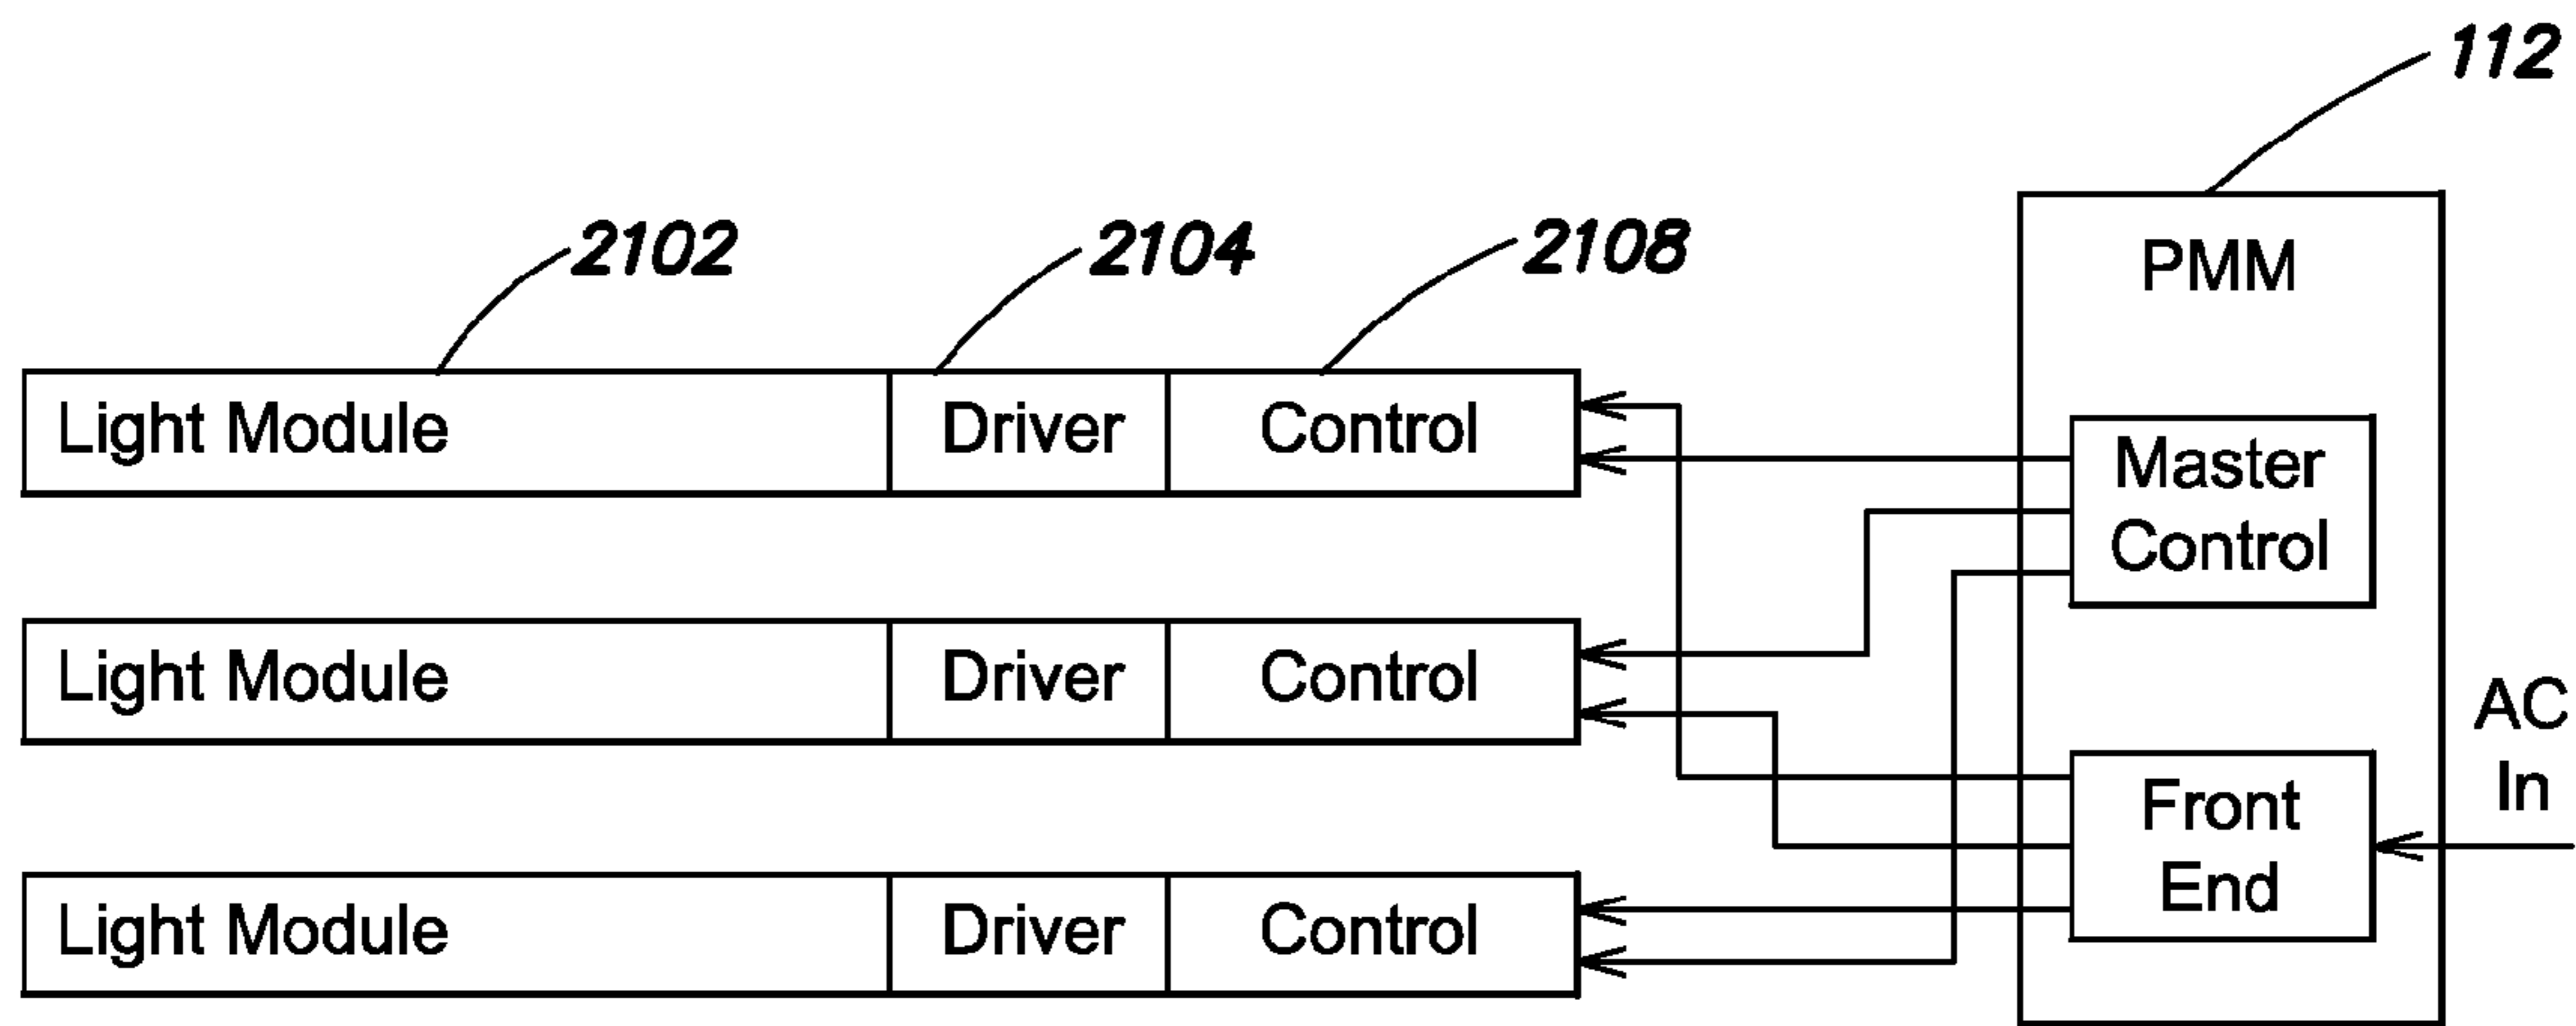 112
2102
2104
2108
PMM
Light Module
Driver
Control
Master
Control
Light Module
Driver
Control
AC
In
Front
End
Light Module
Driver
Control